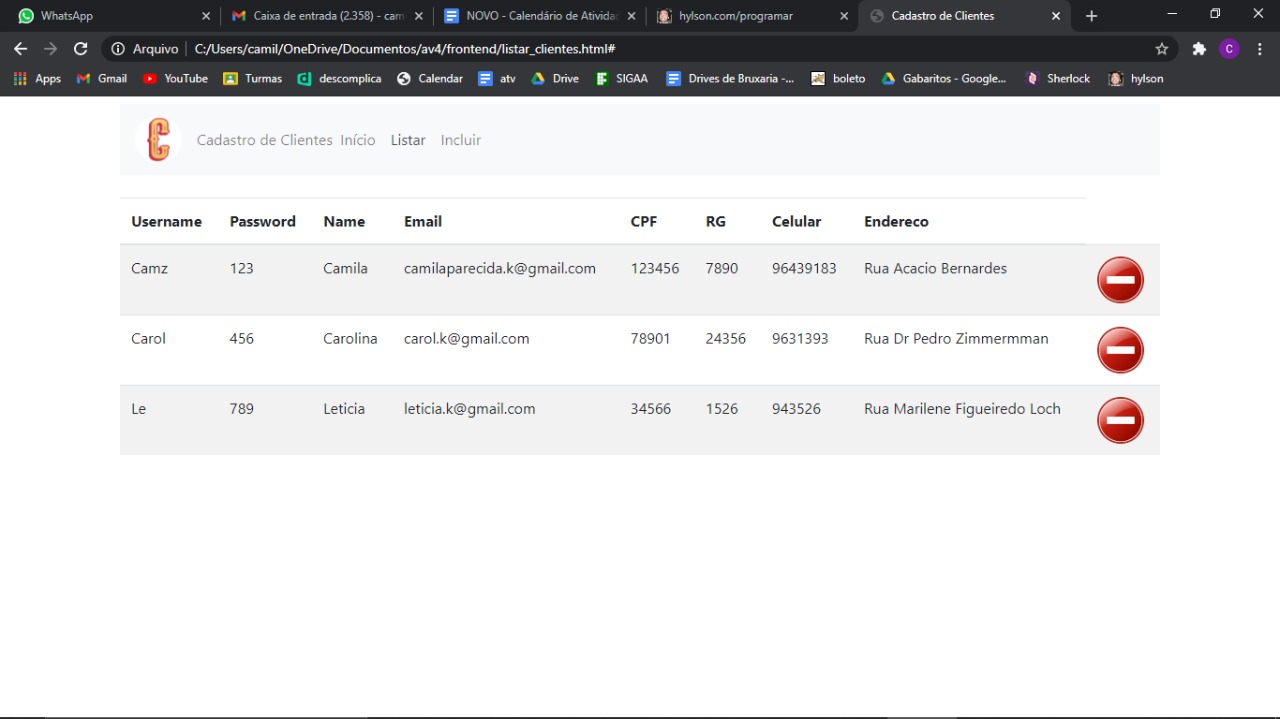 WhatsApp Caixa de entrada (2.358) - cam NOVO - Calendário de Ativida hylson.com/programar Cadastro de Clientes
Arquivo C:/Users/camil/OneDrive/Documentos/av4/frontend/listar_clientes.html# C
Apps Gmail YouTube Turmas descomplica Calendar atv Drive SIGAA Drives de Bruxaria -... boleto Gabaritos - Google... Sherlock hylson
C Cadastro de Clientes Início Listar Incluir
Username Password Name Email CPF RG Celular Endereco
Camz 123 Camila camilaparecida.k@gmail.com 123456 7890 96439183 Rua Acacio Bernardes
Carol 456 Carolina carol.k@gmail.com 78901 24356 9631393 Rua Dr Pedro Zimmermman
Le 789 Leticia leticia.k@gmail.com 34566 1526 943526 Rua Marilene Figueiredo Loch